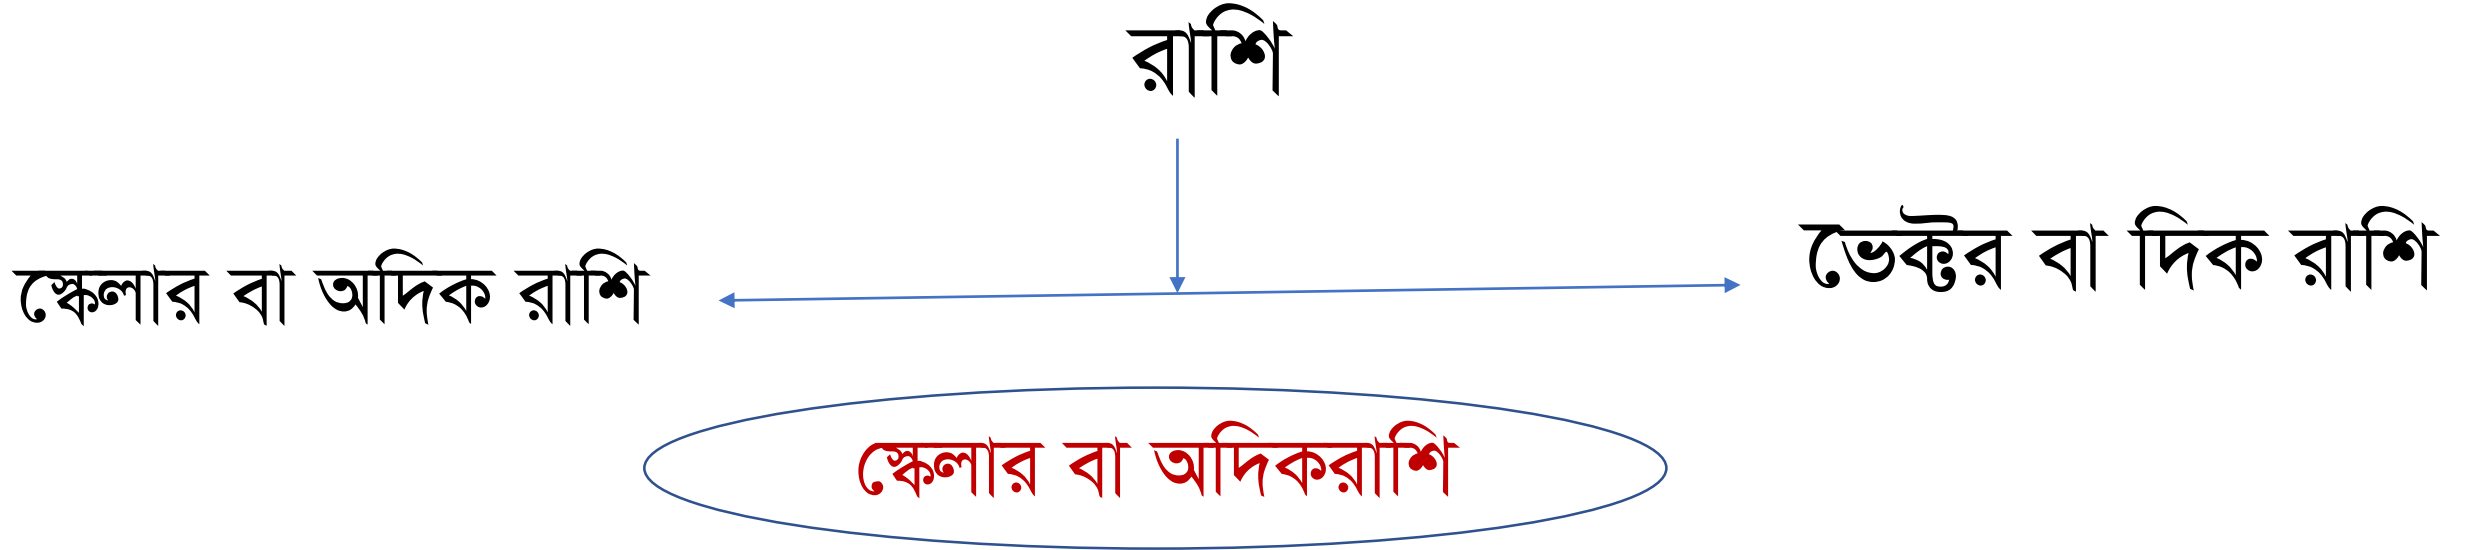 রাশি
স্কেলার বা অদিক রাশি
ভেক্টর বা দিক রাশি
স্কেলার বা অদিকরাশি